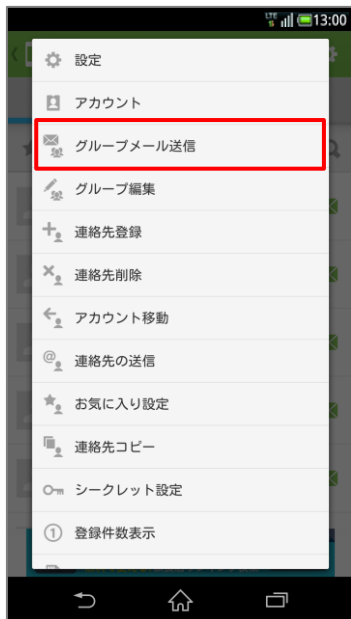 LTE 13:00
設定
アカウント
グループメール送信
グループ編集
連絡先登録
連絡先削除
アカウント移動
連絡先の送信
お気に入り設定
連絡先コピー
シークレット設定
1 登録件数表示